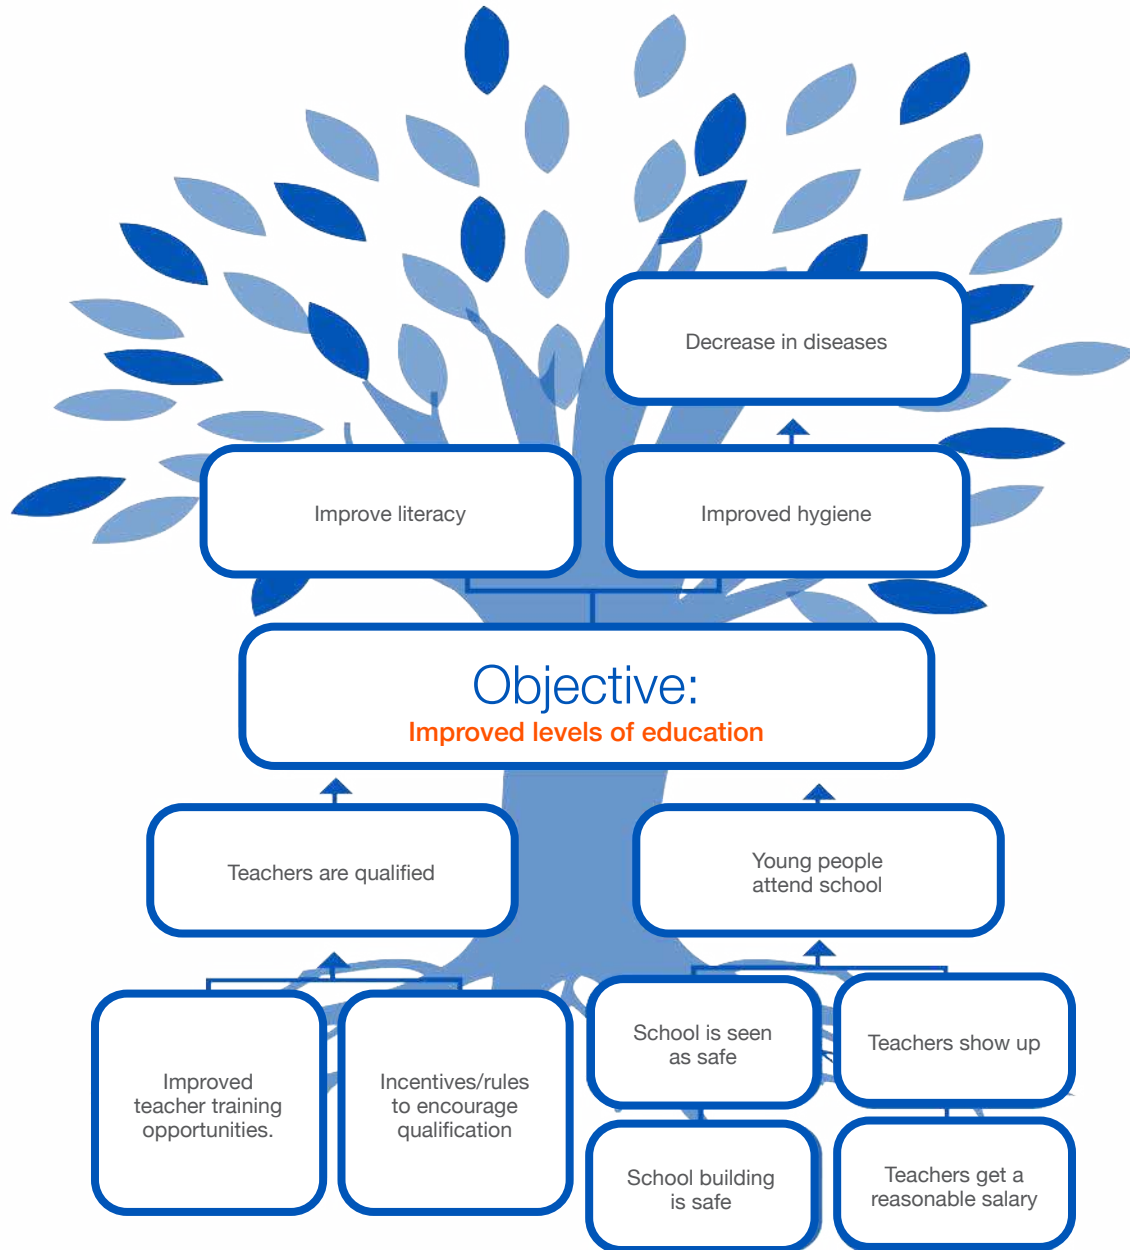 Decrease in diseases
Improve literacy
Improved hygiene
Objective:
Improved levels of education
Teachers are qualified
Young people
attend school
Improved
teacher training
opportunities.
Incentives/rules
to encourage
qualification
School is seen
as safe
Teachers show up
School building
is safe
Teachers get a
reasonable salary